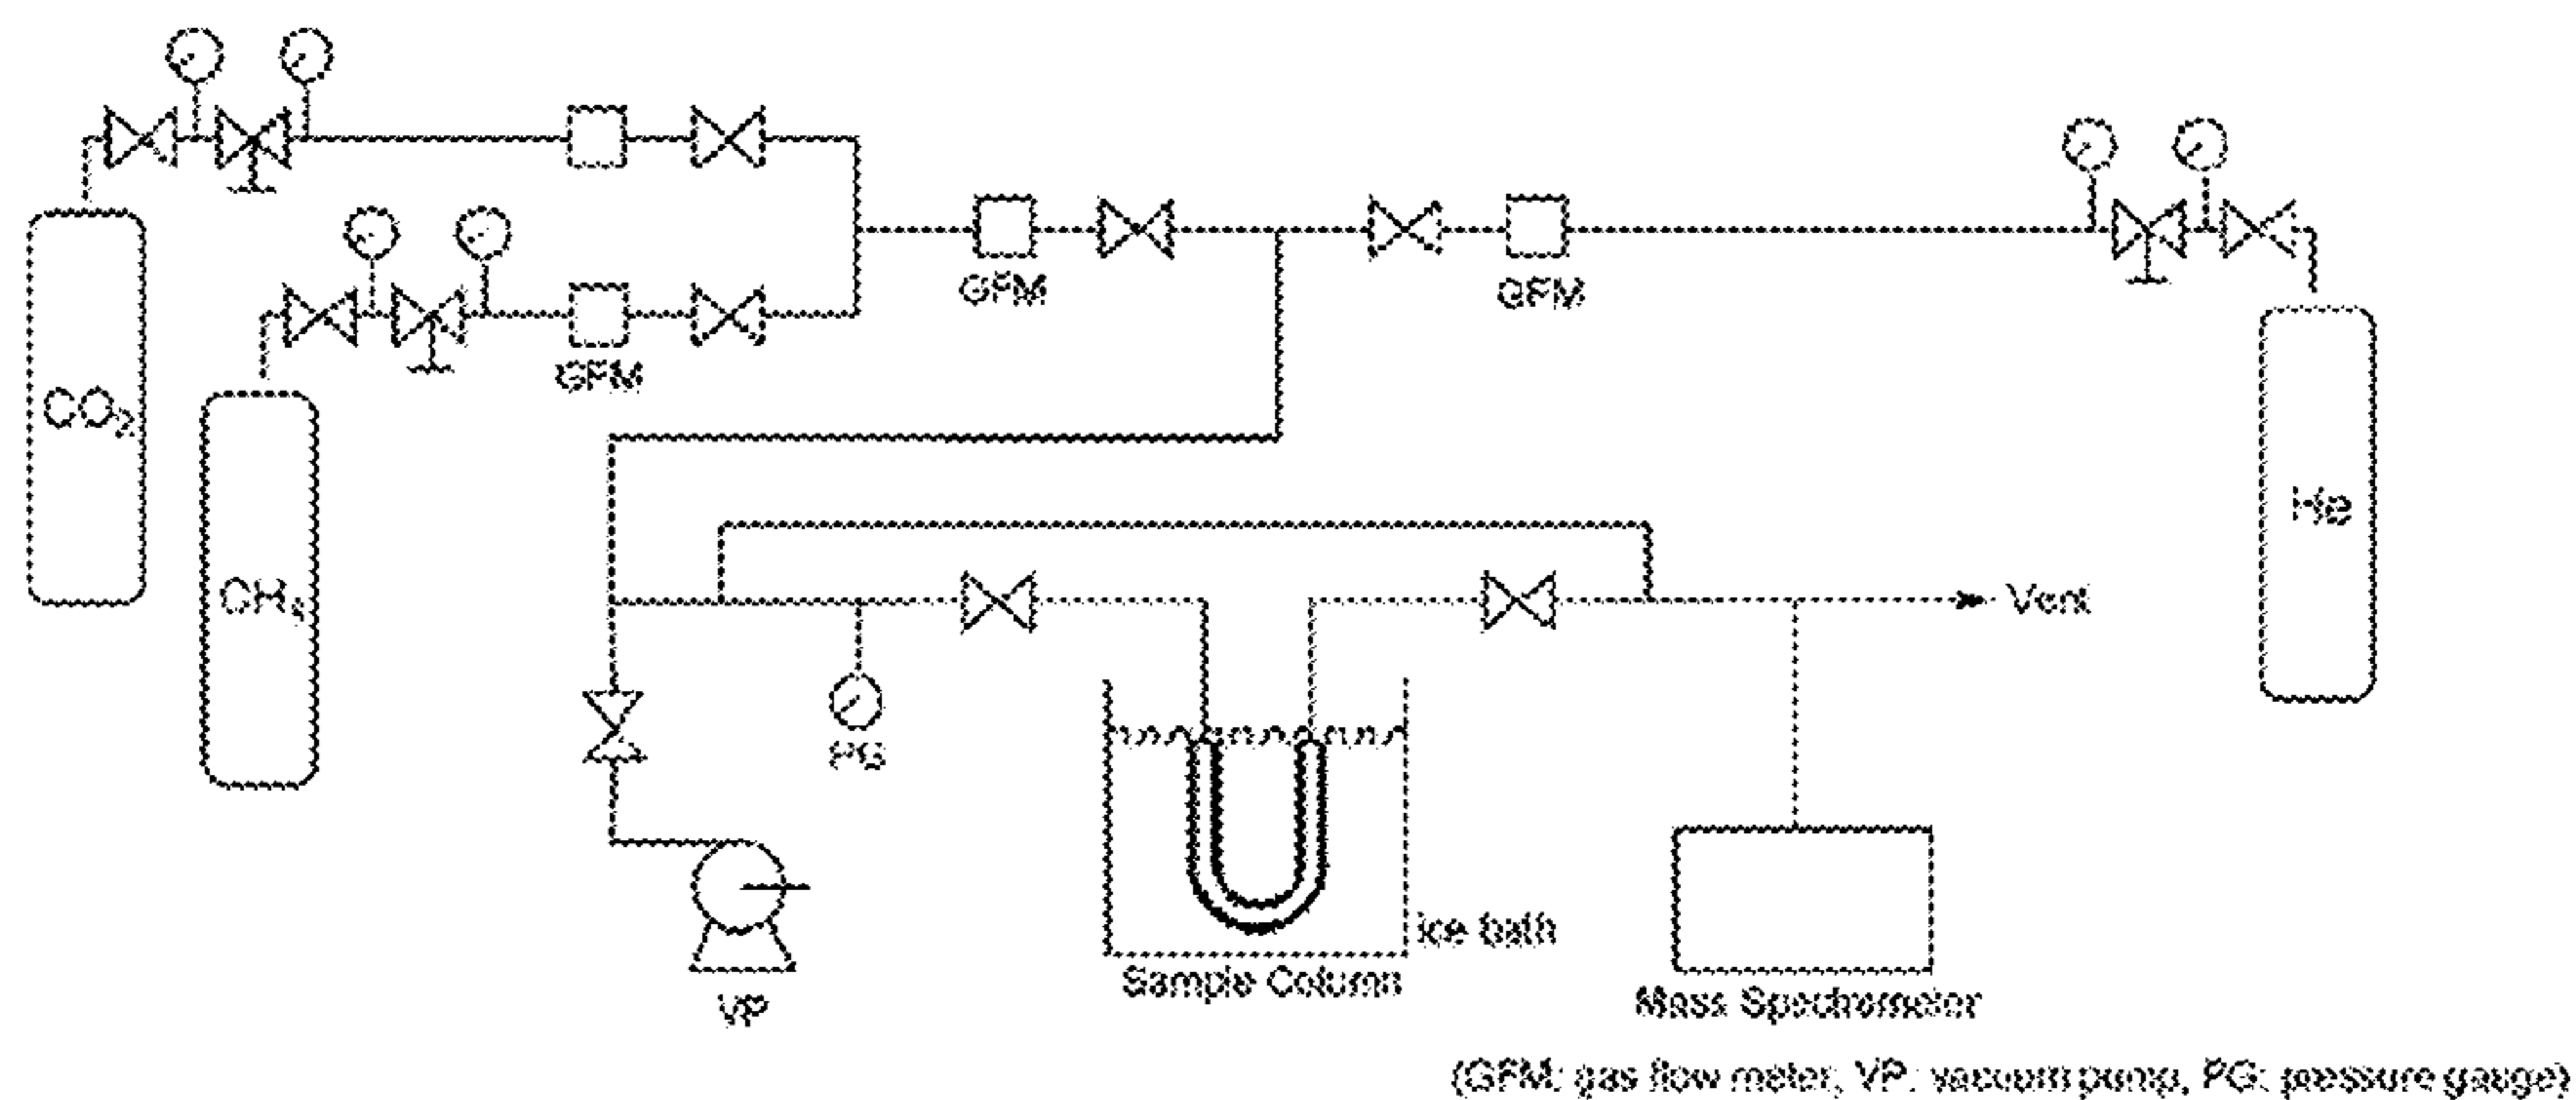 GFM
GFM
GFM
CO₂
CH₄
He
Vent
PG
ice bath
Sample Column
VP
Mass Spectrometer
(GFM: gas flow meter, VP: vacuum pump, PG: pressure gauge)